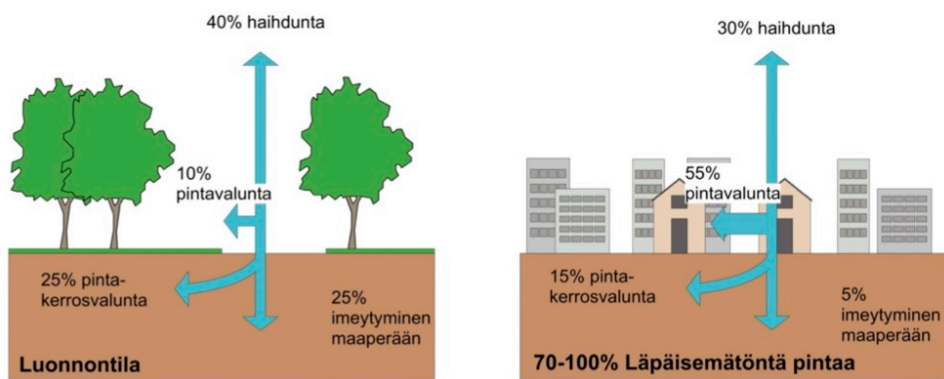 40% haihdunta
10%
pintavalunta
25% pinta-
kerrosvalunta
25%
imeytyminen
maaperään
Luonnontila
30% haihdunta
55%
pintavalunta
15% pinta-
kerrosvalunta
5%
imeytyminen
maaperään
70-100% Läpäisemätöntä pintaa